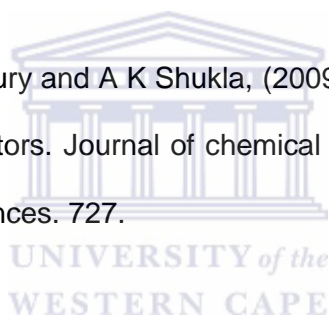 ury and A K Shukla, (2009
tors. Journal of chemical
nces. 727.
UNIVERSITY of the
WESTERN CAPE